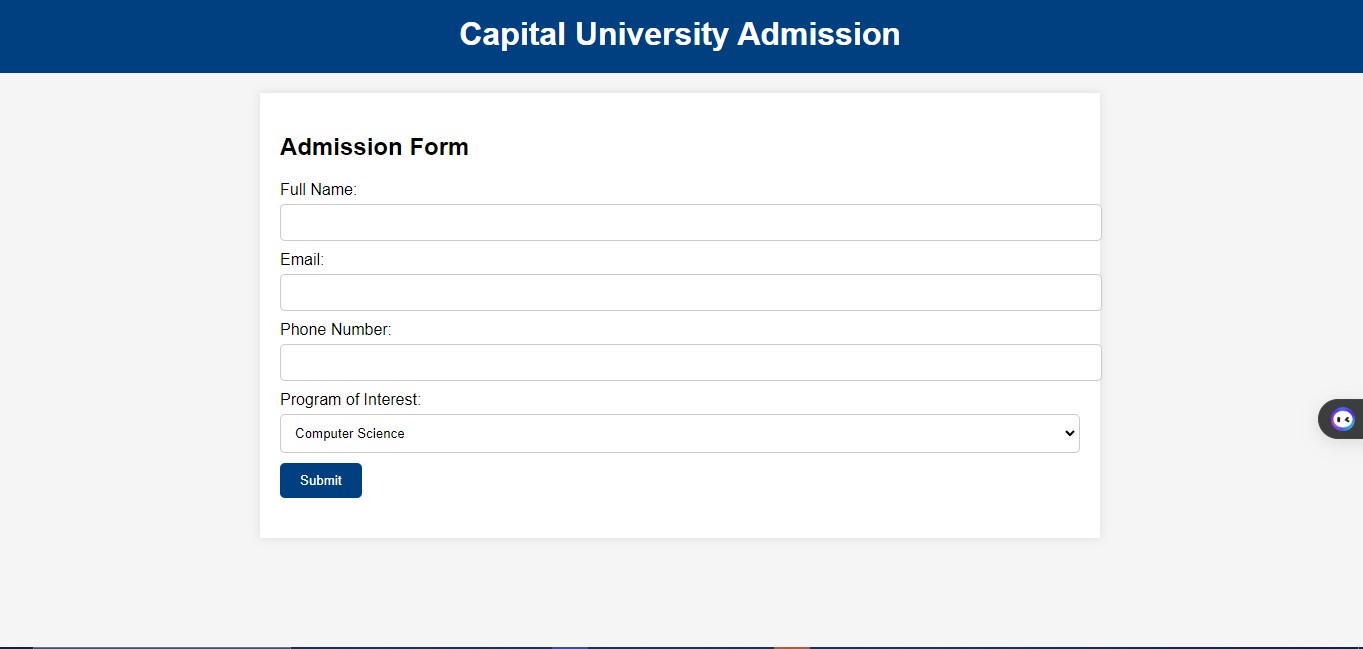 Capital University Admission
Admission Form
Full Name:
Email:
Phone Number:
Program of Interest:
Computer Science
Submit